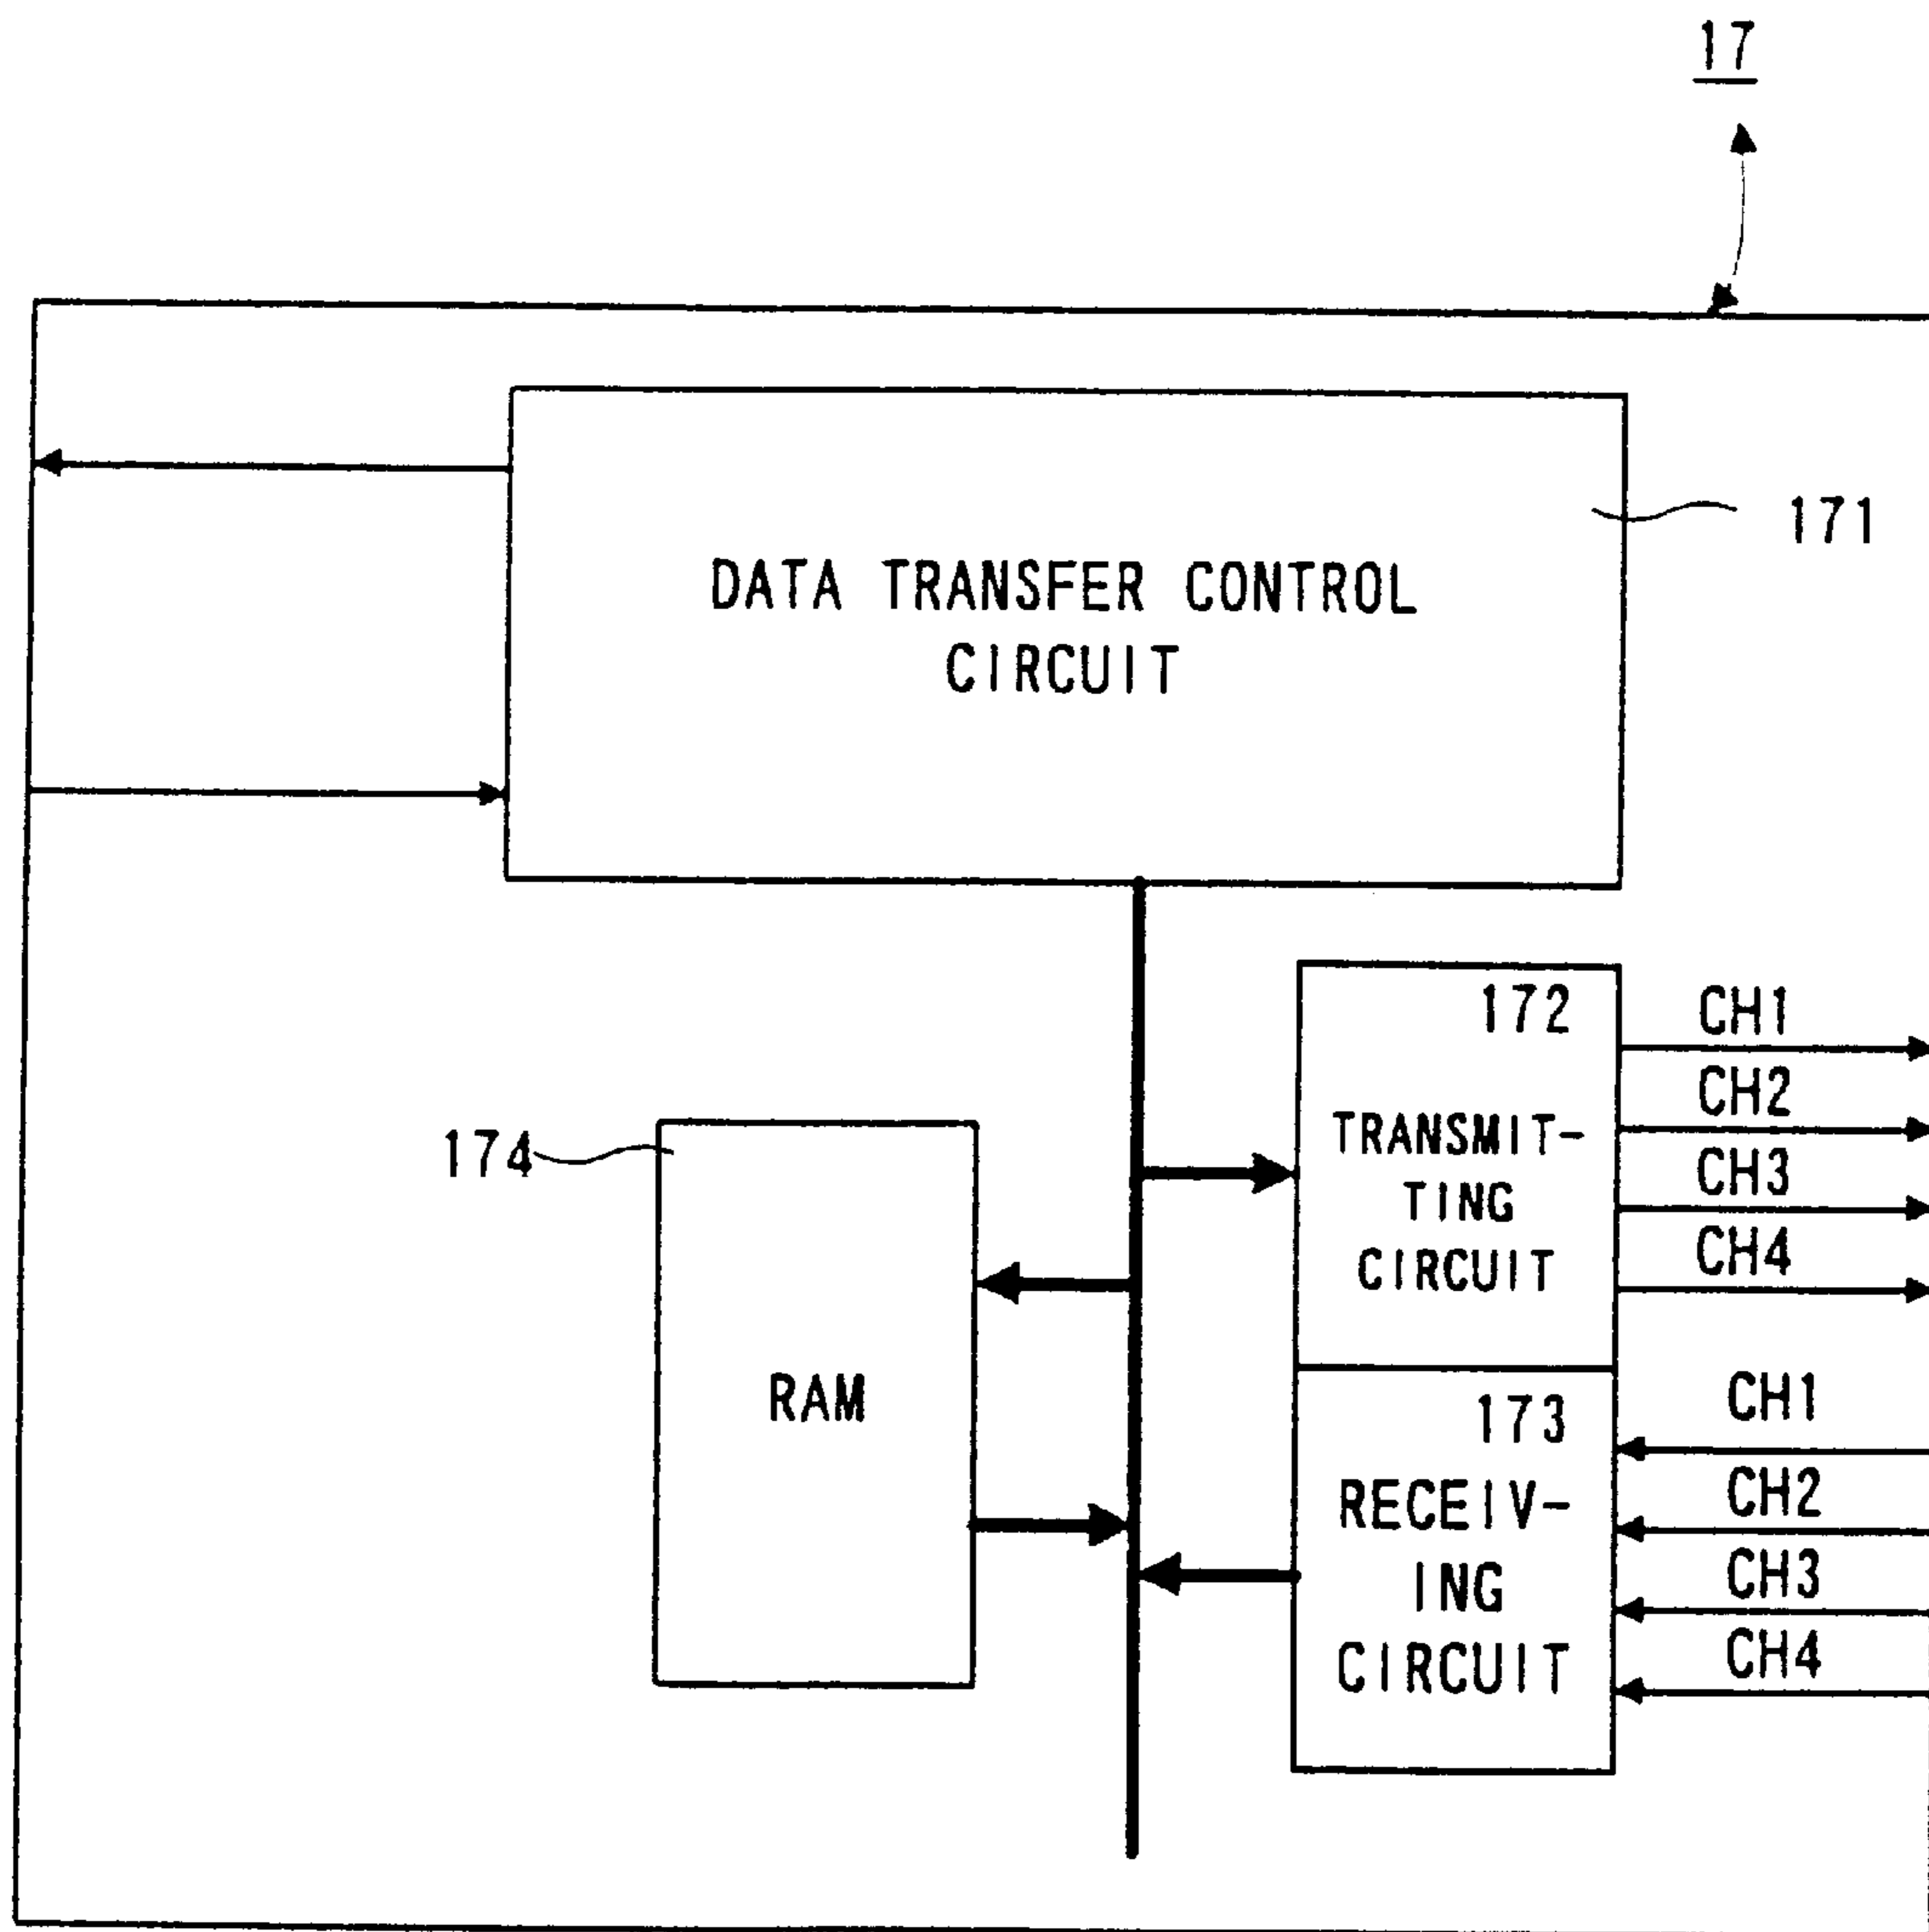 17
171
DATA TRANSFER CONTROL
CIRCUIT
172
TRANSMIT-
TING
CIRCUIT
CH1
CH2
CH3
CH4
174
RAM
173
RECEIV-
ING
CIRCUIT
CH1
CH2
CH3
CH4